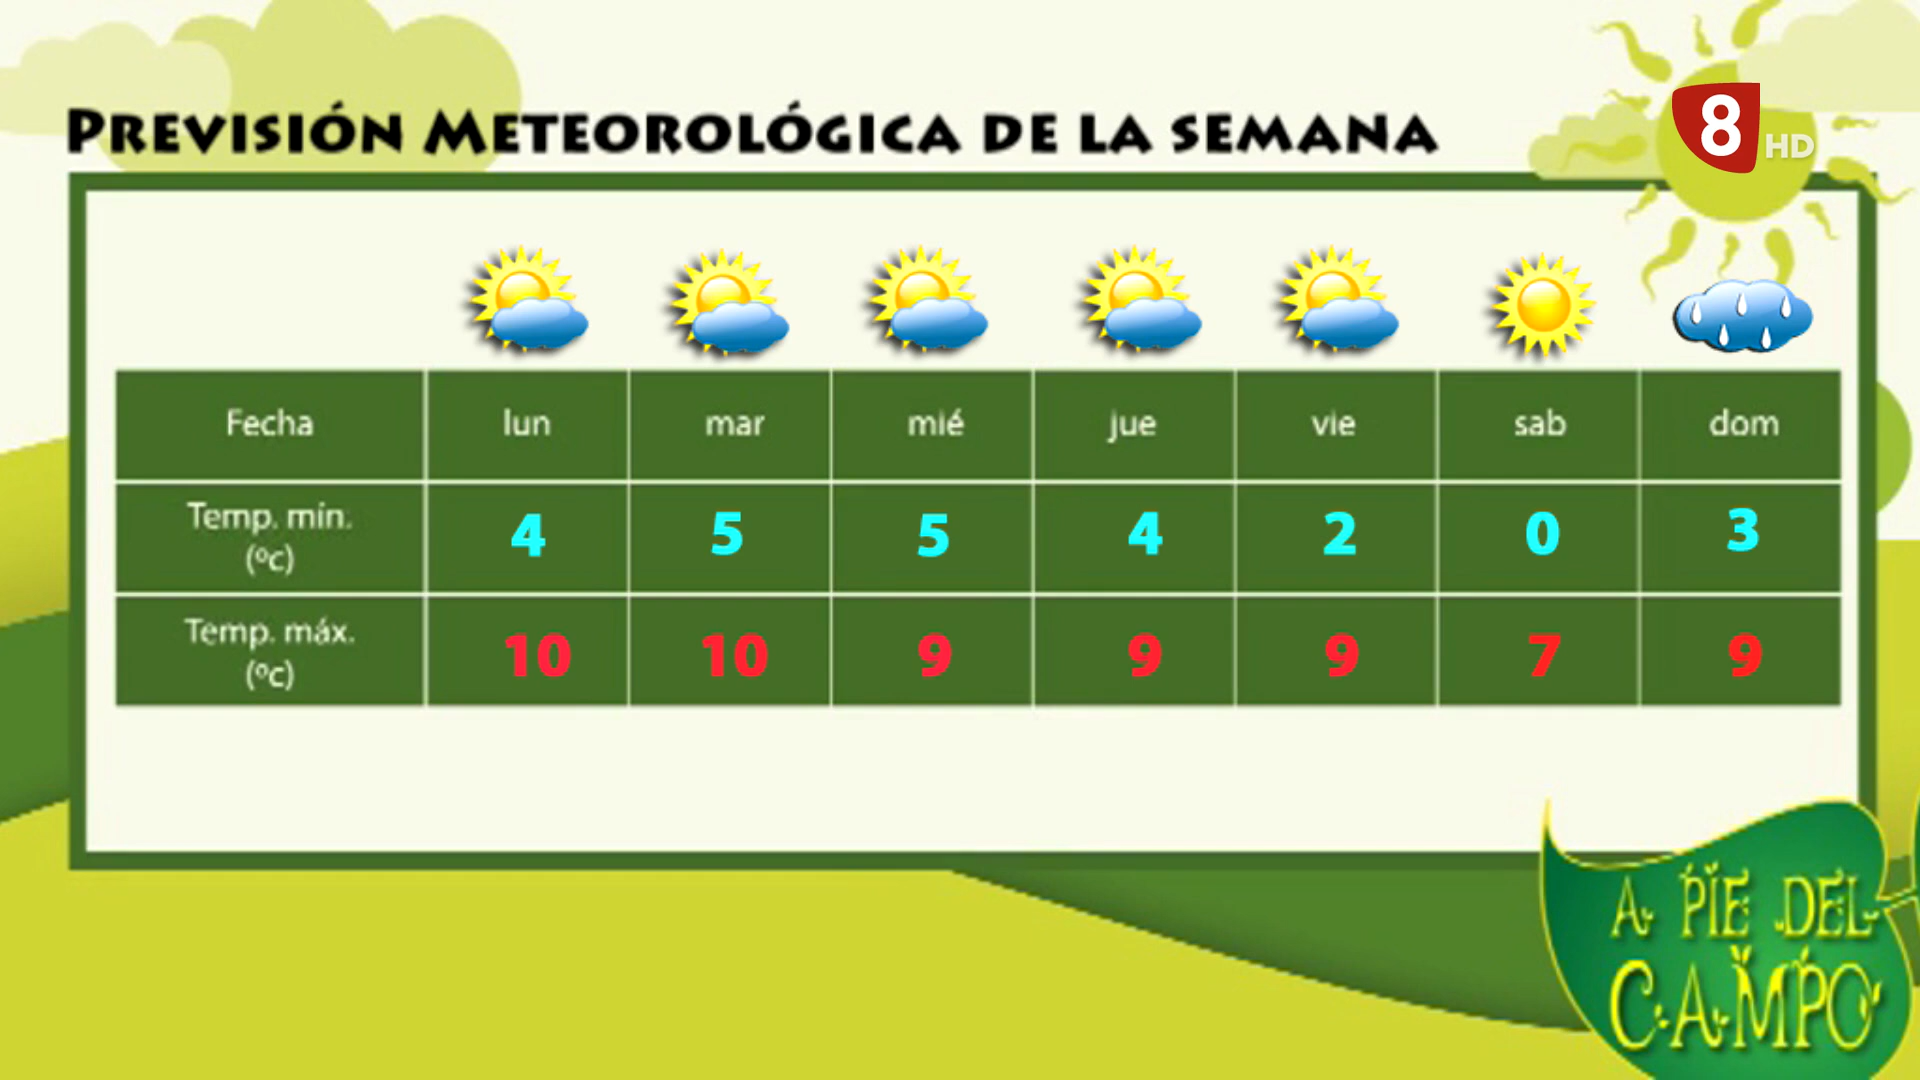 Previsión Meteorológica de la semana
8 HD
Fecha lun mar mié jue vie sab dom
Temp. mín. (ºc) 4 5 5 4 2 0 3
Temp. máx. (ºc) 10 10 9 9 9 7 9
A PIE DEL
CAMPO